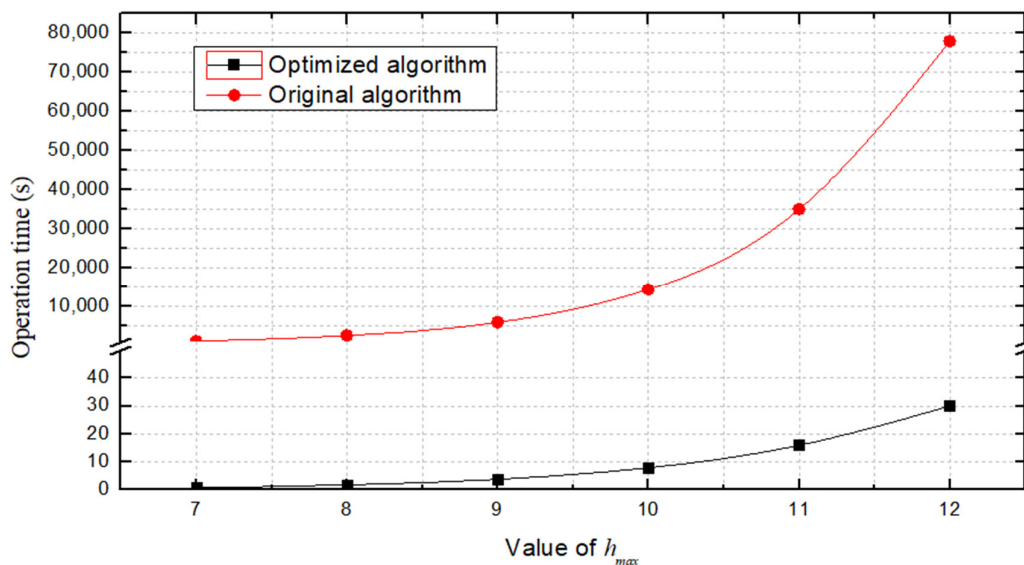 80,000
70,000
60,000
50,000
40,000
30,000
20,000
10,000
40
30
20
10
0
Operation time (s)
Optimized algorithm
Original algorithm
7 8 9 10 11 12
Value of h_max